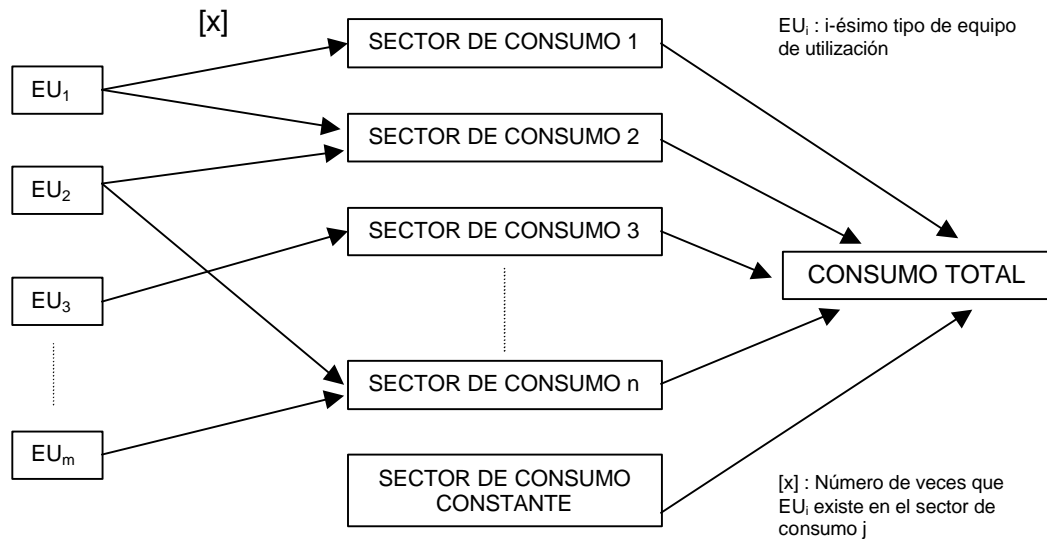 [x]
SECTOR DE CONSUMO 1
EUi : i-ésimo tipo de equipo
de utilización
EU1
SECTOR DE CONSUMO 2
EU2
SECTOR DE CONSUMO 3
CONSUMO TOTAL
EU3
SECTOR DE CONSUMO n
EUm
SECTOR DE CONSUMO
CONSTANTE
[x] : Número de veces que
EUi existe en el sector de
consumo j